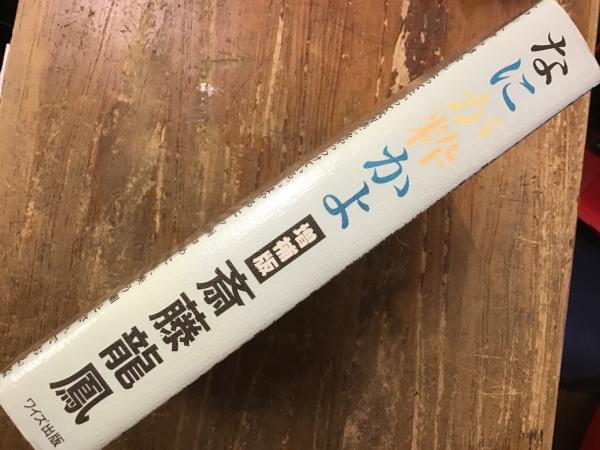 なにが粋かよ
増補版
斎藤龍鳳
ワイズ出版